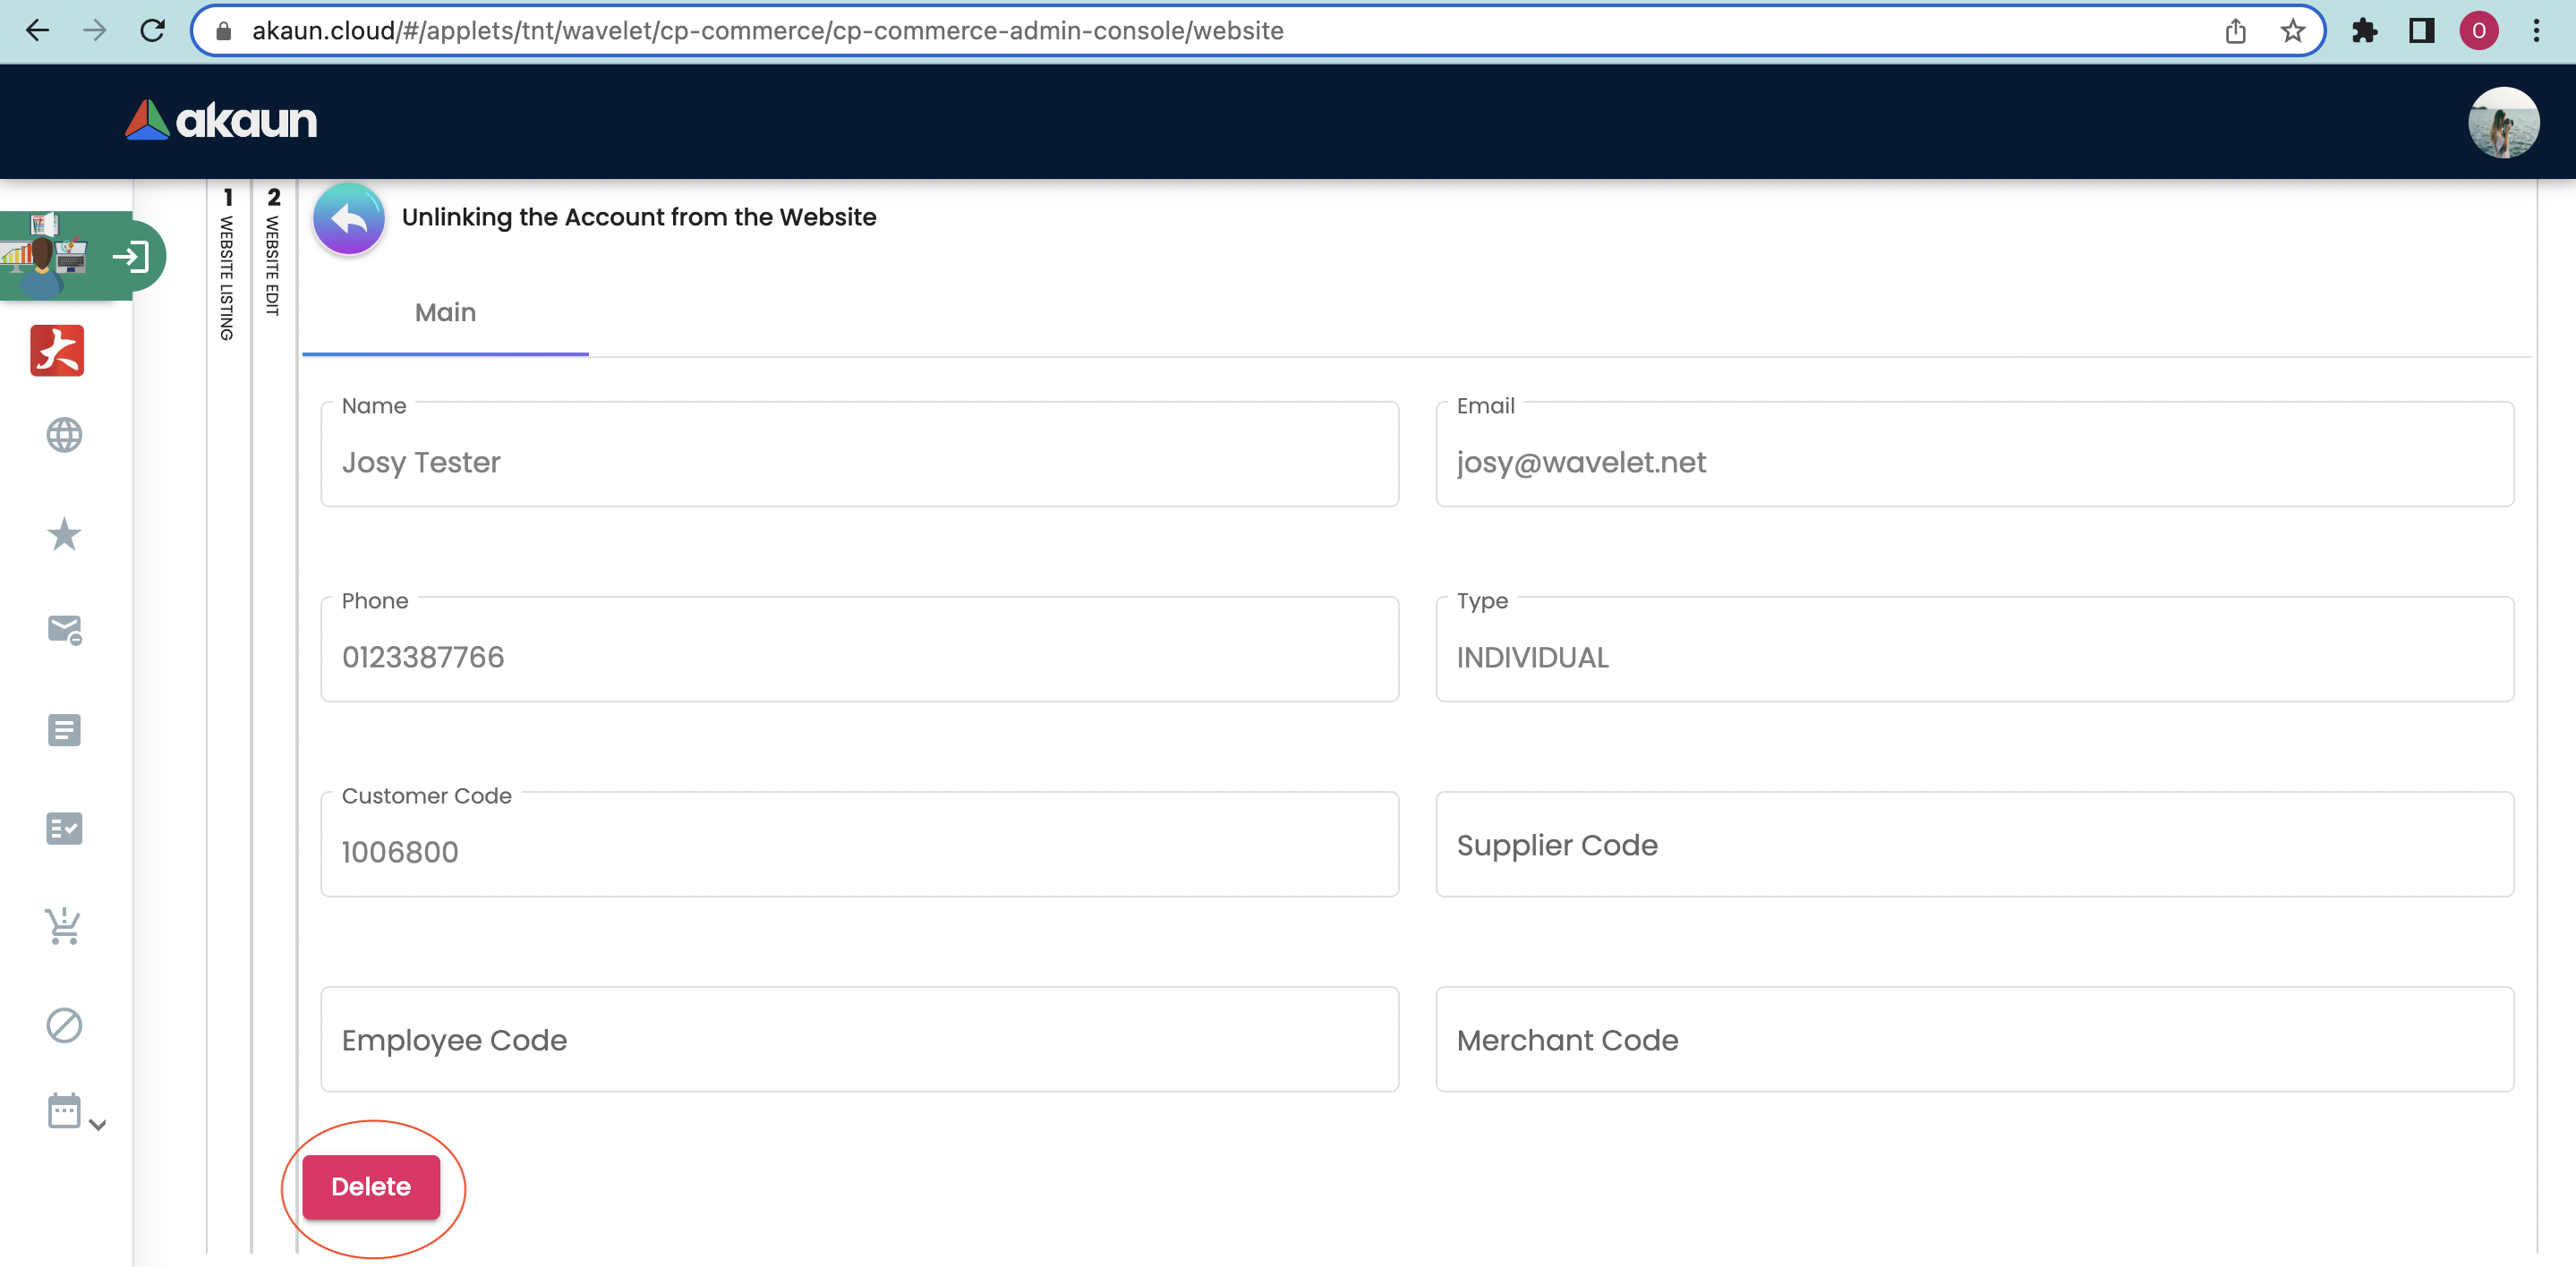 akaun.cloud/#/applets/tnt/wavelet/cp-commerce/cp-commerce-admin-console/website
O
akaun
1 WEBSITE LISTING
2 WEBSITE EDIT
Unlinking the Account from the Website
Main
Name
Josy Tester
Email
josy@wavelet.net
Phone
0123387766
Type
INDIVIDUAL
Customer Code
1006800
Supplier Code
Employee Code
Merchant Code
Delete